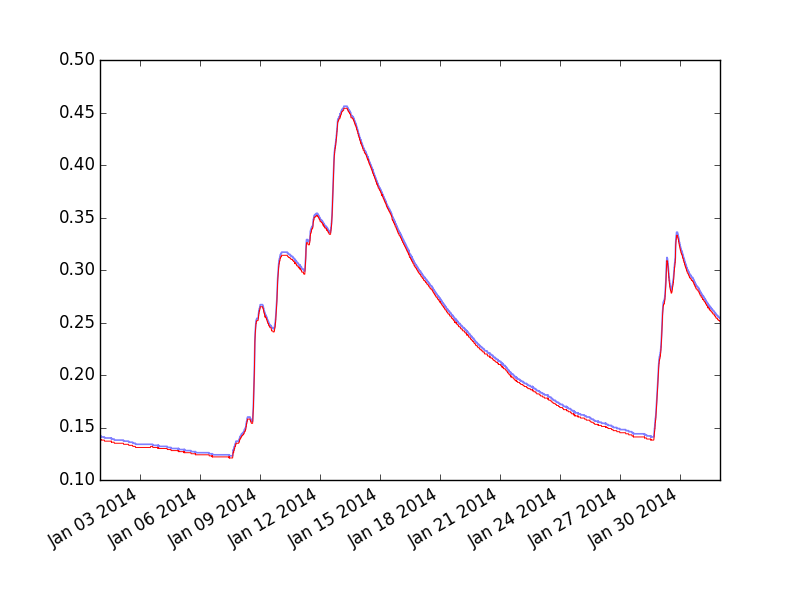 0.50
0.45
0.40
0.35
0.30
0.25
0.20
0.15
0.10
Jan 03 2014
Jan 06 2014
Jan 09 2014
Jan 12 2014
Jan 15 2014
Jan 18 2014
Jan 21 2014
Jan 24 2014
Jan 27 2014
Jan 30 2014